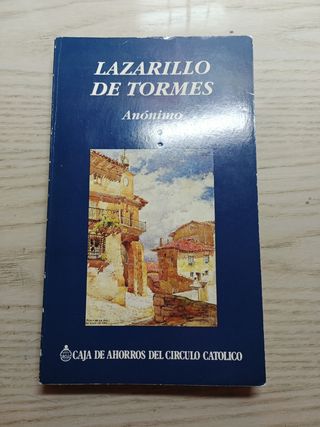 LAZARILLO
DE TORMES
Anónimo
CAJA DE AHORROS DEL CIRCULO CATOLICO